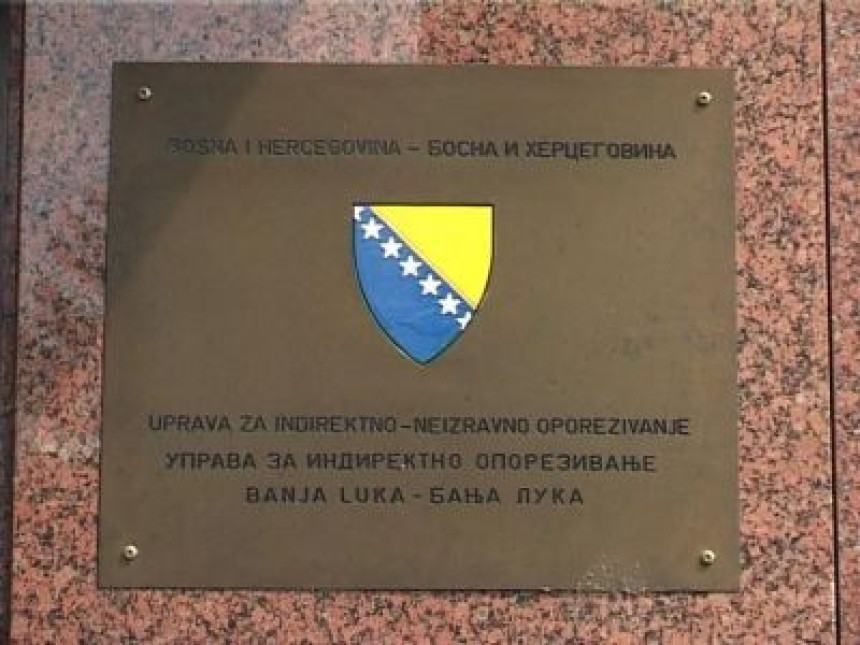 BOSNA I HERCEGOVINA – БОСНА И ХЕРЦЕГОВИНА
UPRAVA ZA INDIREKTNO–NEIZRAVNO OPOREZIVANJE
УПРАВА ЗА ИНДИРЕКТНО ОПОРЕЗИВАЊЕ
BANJA LUKA - БАЊА ЛУКА